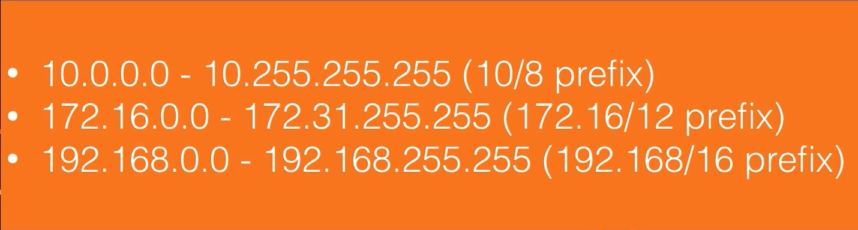 • 10.0.0.0 - 10.255.255.255 (10/8 prefix)
• 172.16.0.0 - 172.31.255.255 (172.16/12 prefix)
• 192.168.0.0 - 192.168.255.255 (192.168/16 prefix)